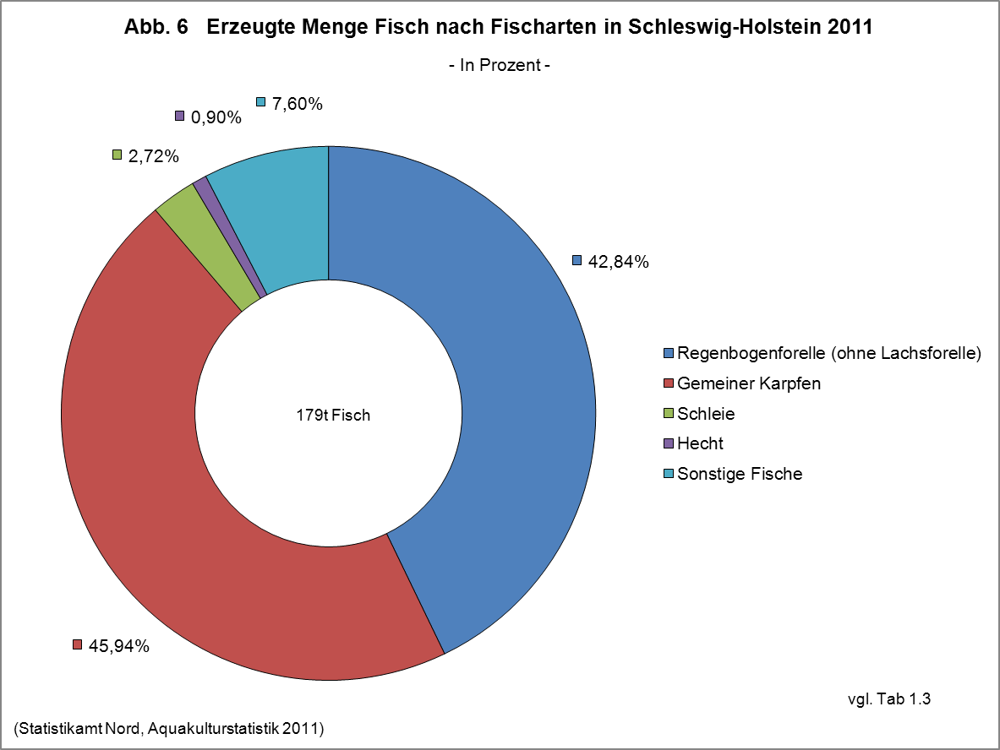 Abb. 6   Erzeugte Menge Fisch nach Fischarten in Schleswig-Holstein 2011
- In Prozent -
7,60%
0,90%
2,72%
42,84%
Regenbogenforelle (ohne Lachsforelle)
Gemeiner Karpfen
Schleie
Hecht
Sonstige Fische
179t Fisch
45,94%
vgl. Tab 1.3
(Statistikamt Nord, Aquakulturstatistik 2011)